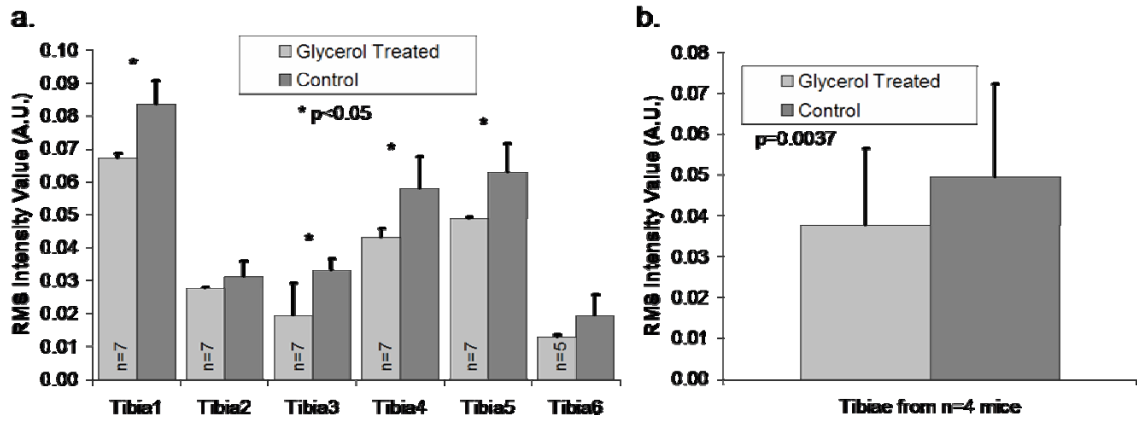 a.
RMS Intensity Value (A.U.)
0.10
0.09
0.08
0.07
0.06
0.05
0.04
0.03
0.02
0.01
0.00
Glycerol Treated
Control
* p<0.05
*
*
*
*
n=7
n=7
n=7
n=7
n=7
n=5
Tibia1 Tibia2 Tibia3 Tibia4 Tibia5 Tibia6
b.
RMS Intensity Value (A.U.)
0.08
0.07
0.06
0.05
0.04
0.03
0.02
0.01
0.00
Glycerol Treated
Control
p=0.0037
Tibiae from n=4 mice